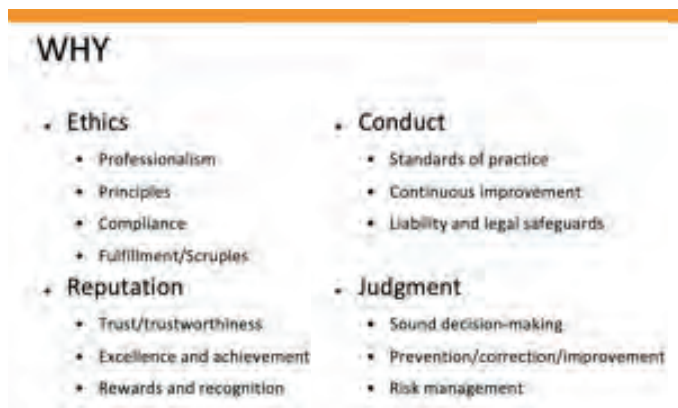 WHY
• Ethics
• Professionalism
• Principles
• Compliance
• Fulfillment/Scruples
• Reputation
• Trust/trustworthiness
• Excellence and achievement
• Rewards and recognition
• Conduct
• Standards of practice
• Continuous improvement
• Liability and legal safeguards
• Judgment
• Sound decision-making
• Prevention/correction/improvement
• Risk management